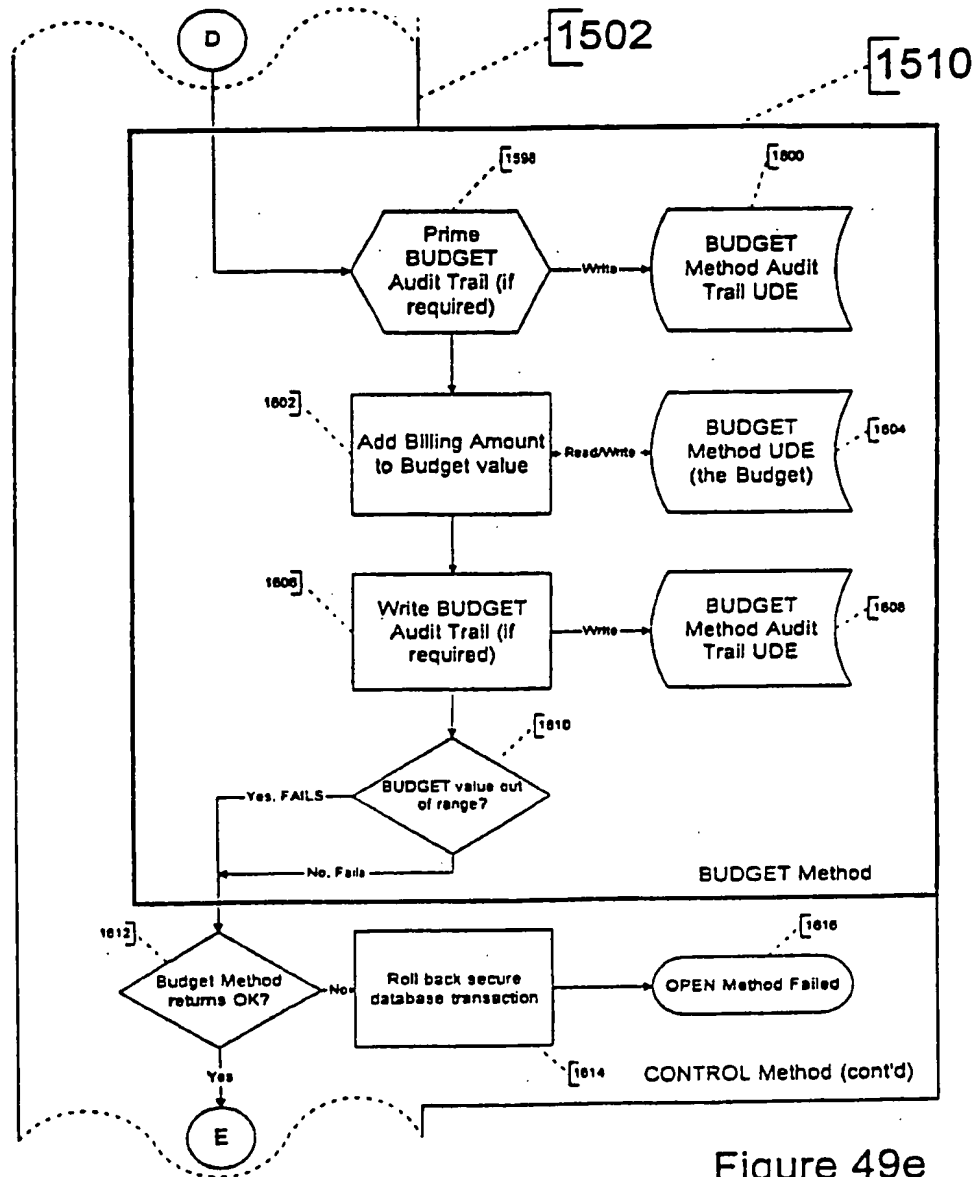 D
1502
1510
1598
1600
Prime
BUDGET
Audit Trail (if
required)
Write
BUDGET
Method Audit
Trail UDE
1602
Add Billing Amount
to Budget value
Read/Write
BUDGET
Method UDE
(the Budget)
1604
1606
Write BUDGET
Audit Trail (if
required)
Write
BUDGET
Method Audit
Trail UDE
1608
1610
BUDGET value out
of range?
Yes, FAILS
No, Fails
BUDGET Method
1612
Budget Method
returns OK?
No
Roll back secure
database transaction
1616
OPEN Method Failed
Yes
1614
CONTROL Method (cont'd)
E
Figure 49e